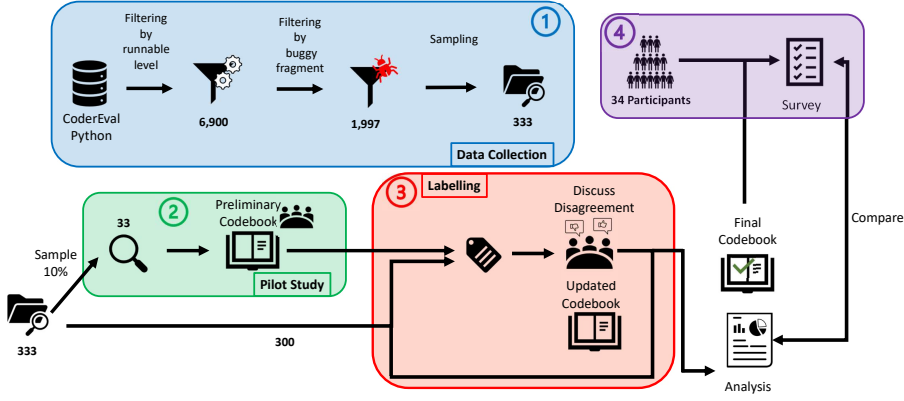 1
Filtering
by
runnable
level
Filtering
by
buggy
fragment
Sampling
CoderEval
Python
6,900
1,997
333
Data Collection
4
34 Participants
Survey
2
33
Preliminary
Codebook
Pilot Study
Sample
10%
333
300
3
Labelling
Discuss
Disagreement
Updated
Codebook
Final
Codebook
Compare
Analysis